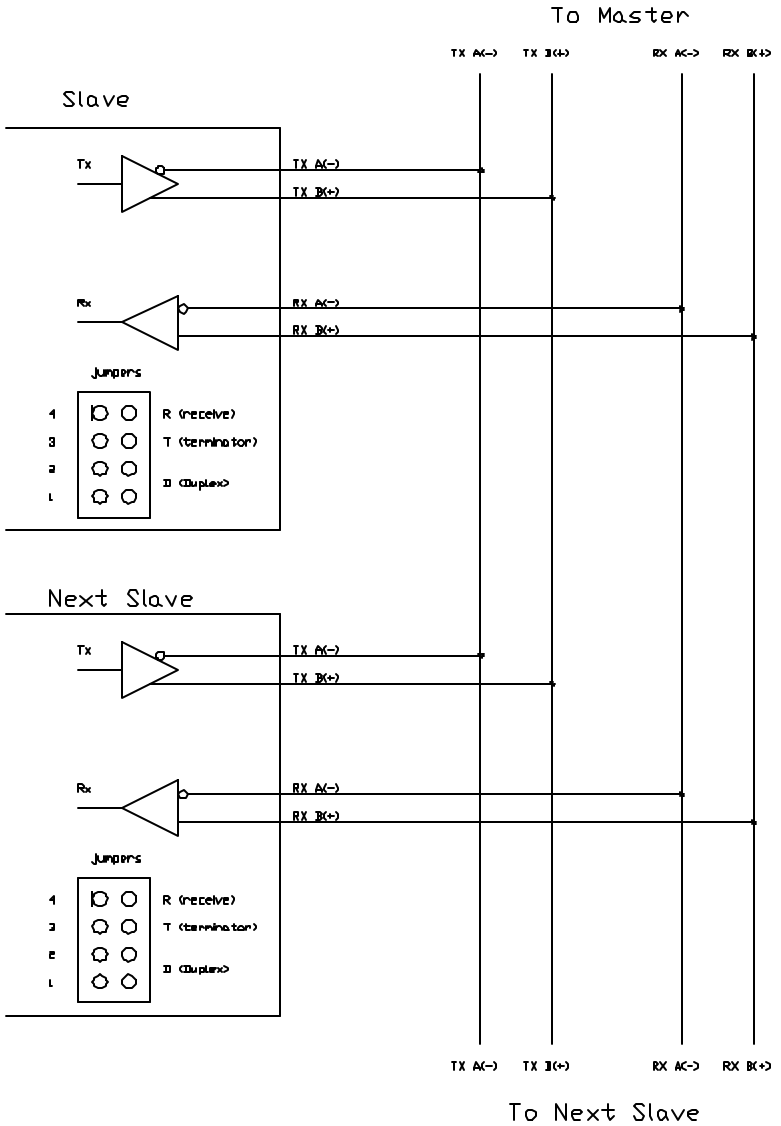 To Master
TX A(-) TX B(+) RX A(-) RX B(+)
Slave
Tx
TX A(-)
TX B(+)
Rx
RX A(-)
RX B(+)
Jumpers
4 R (receive)
3 T (terminator)
2
D (Duplex)
1
Next Slave
Tx
TX A(-)
TX B(+)
Rx
RX A(-)
RX B(+)
Jumpers
4 R (receive)
3 T (terminator)
2
D (Duplex)
1
TX A(-) TX B(+) RX A(-) RX B(+)
To Next Slave